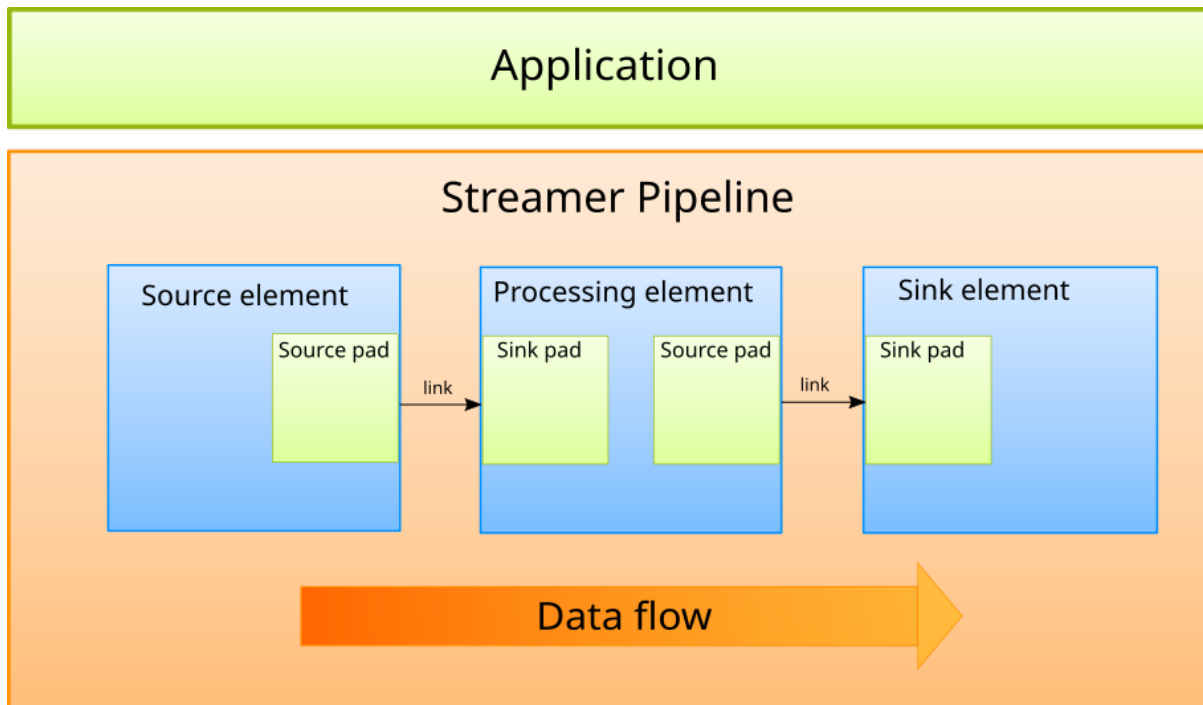 Application
Streamer Pipeline
Source element
Source pad
link
Processing element
Sink pad
Source pad
link
Sink element
Sink pad
Data flow